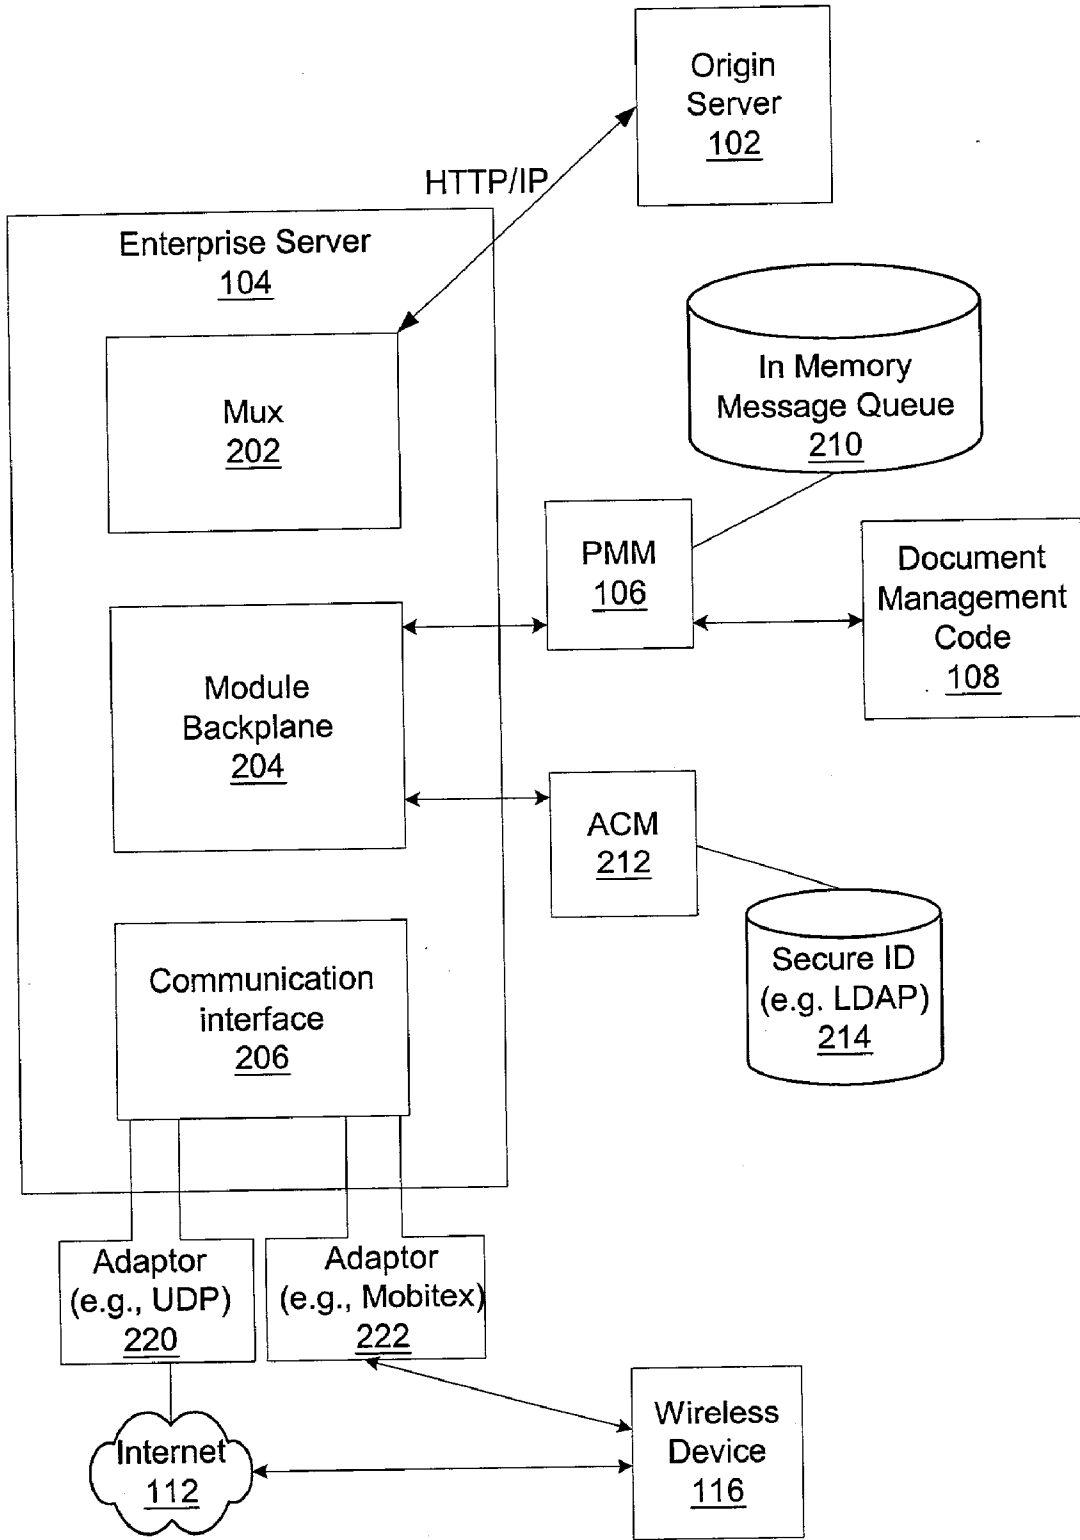 Origin
Server
102
HTTP/IP
Enterprise Server
104
Mux
202
In Memory
Message Queue
210
PMM
106
Document
Management
Code
108
Module
Backplane
204
ACM
212
Secure ID
(e.g. LDAP)
214
Communication
interface
206
Adaptor
(e.g., UDP)
220
Adaptor
(e.g., Mobitex)
222
Internet
112
Wireless
Device
116